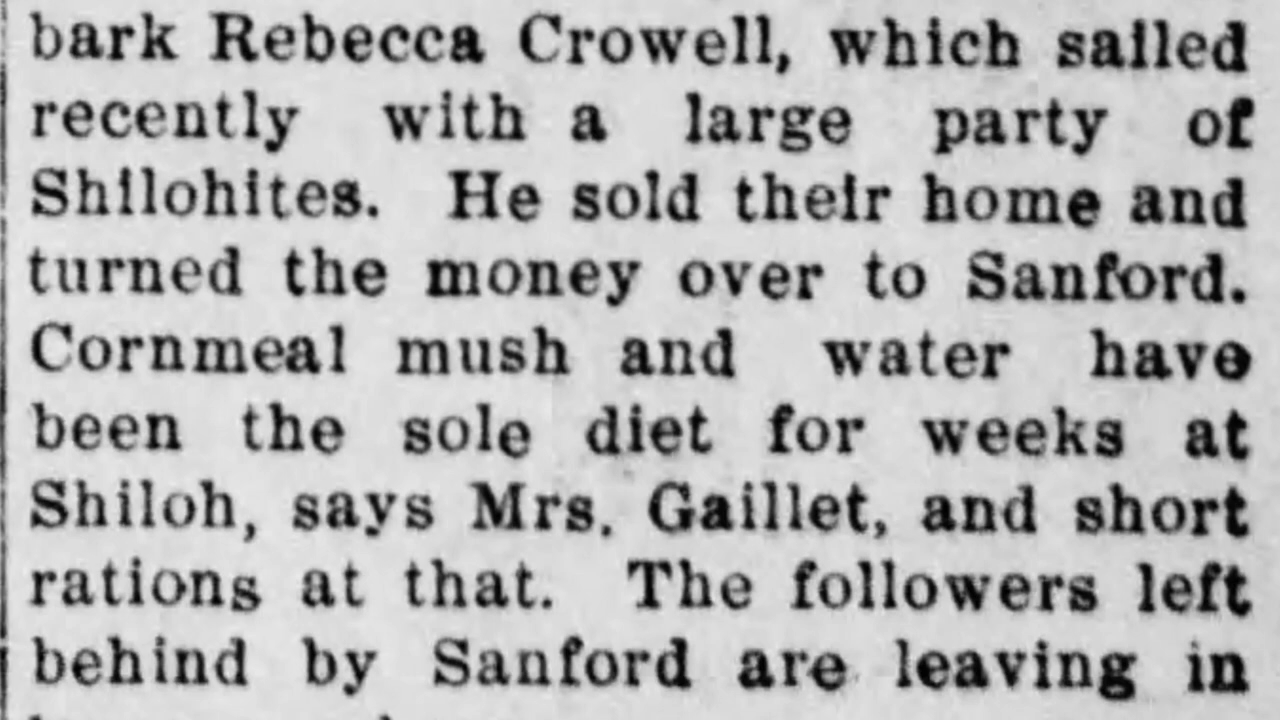 bark Rebecca Crowell, which sailed
recently with a large party of
Shilohites. He sold their home and
turned the money over to Sanford.
Cornmeal mush and water have
been the sole diet for weeks at
Shiloh, says Mrs. Gaillet, and short
rations at that. The followers left
behind by Sanford are leaving in